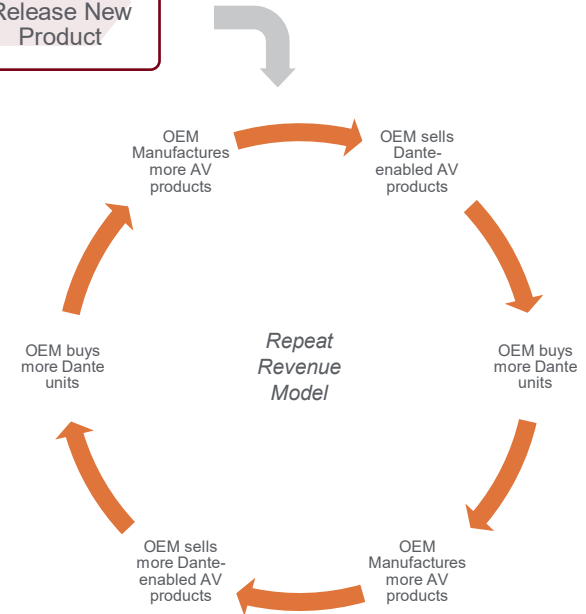 Release New
Product
OEM
Manufactures
more AV
products
OEM sells
Dante-
enabled AV
products
OEM buys
more Dante
units
Repeat
Revenue
Model
OEM buys
more Dante
units
OEM sells
more Dante-
enabled AV
products
OEM
Manufactures
more AV
products